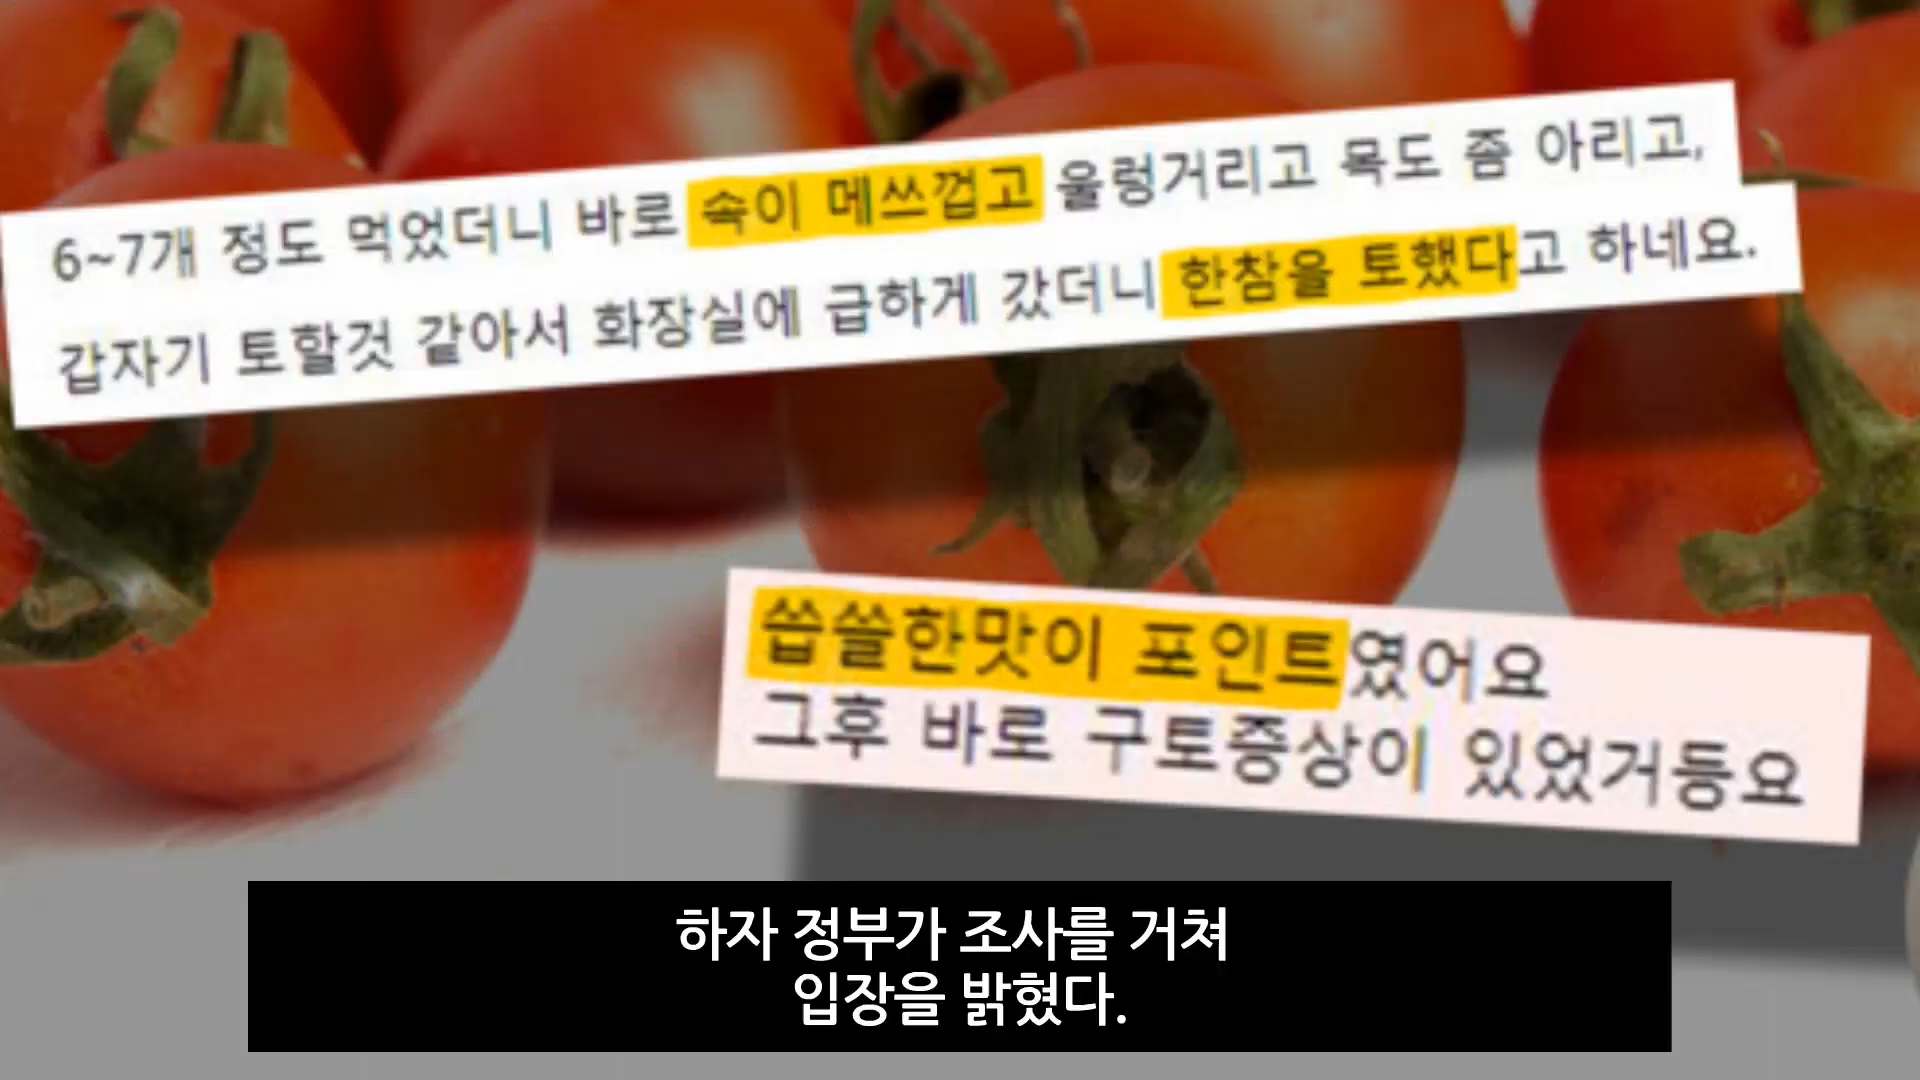 6~7개 정도 먹었더니 바로 속이 메쓰껍고 울렁거리고 목도 좀 아리고,
갑자기 토할것 같아서 화장실에 급하게 갔더니 한참을 토했다고 하네요.
씁쓸한맛이 포인트였어요
그후 바로 구토증상이 있었거등요
하자 정부가 조사를 거쳐
입장을 밝혔다.